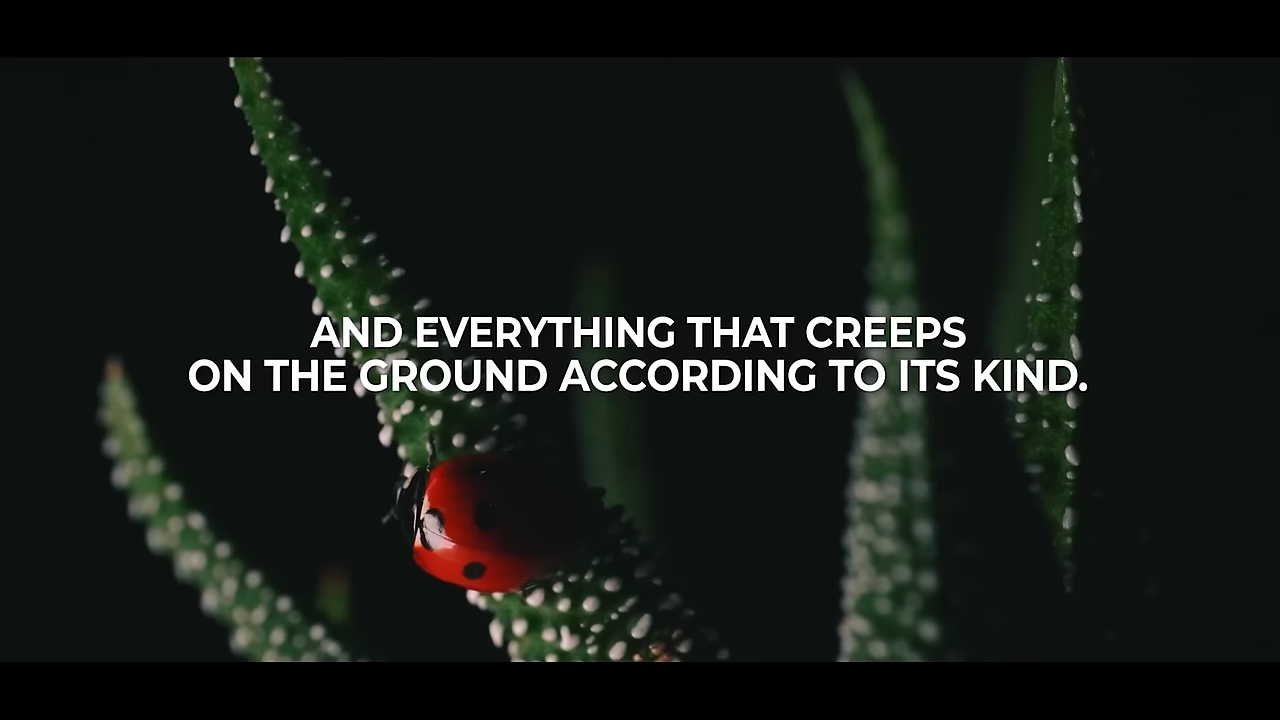 AND EVERYTHING THAT CREEPS
ON THE GROUND ACCORDING TO ITS KIND.